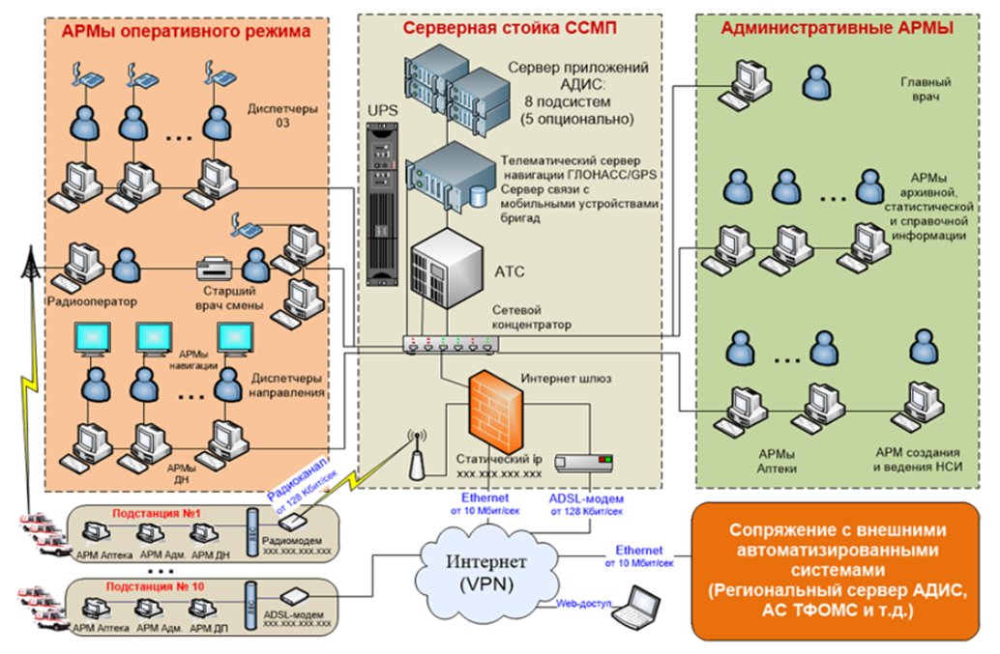 АРМы оперативного режима
Диспетчеры
03
Радиооператор
Старший
врач смены
АРМы
навигации
Диспетчеры
направления
АРМы
ДН
Серверная стойка ССМП
UPS
Сервер приложений
АДИС:
8 подсистем
(5 опционально)
Телематический сервер
навигации ГЛОНАСС/GPS
Сервер связи с
мобильными устройствами
бригад
АТС
Сетевой
концентратор
Интернет шлюз
Статический ip
xxx.xxx.xxx.xxx
Административные АРМЫ
Главный
врач
АРМы
архивной,
статистической
и справочной
информации
АРМы
Аптеки
АРМ создания
и ведения НСИ
Радиоканал
от 128 Кбит/сек
Ethernet
от 10 Мбит/сек
ADSL-модем
от 128 Кбит/сек
Подстанция №1
АРМ Аптека АРМ Адм. АРМ ДН
Радиомодем
xxx.xxx.xxx.xxx
...
Подстанция № 10
АРМ Аптека АРМ Адм. АРМ ДП
ADSL-модем
xxx.xxx.xxx.xxx
Интернет
(VPN)
Ethernet
от 10 Мбит/сек
Web-доступ
Сопряжение с внешними
автоматизированными
системами
(Региональный сервер АДИС,
АС ТФОМС и т.д.)